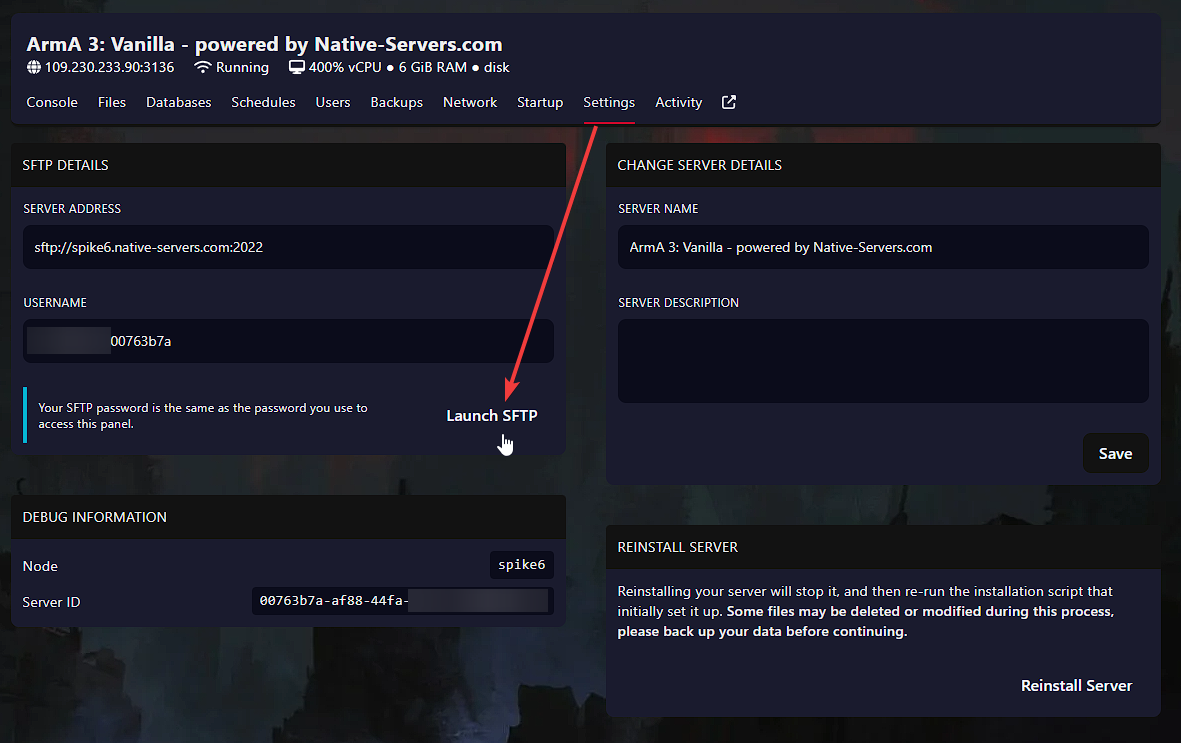 ArmA 3: Vanilla - powered by Native-Servers.com
109.230.233.90:3136 Running 400% vCPU ● 6 GiB RAM ● disk
Console Files Databases Schedules Users Backups Network Startup Settings Activity
SFTP DETAILS
SERVER ADDRESS
sftp://spike6.native-servers.com:2022
USERNAME
00763b7a
Your SFTP password is the same as the password you use to
access this panel.
Launch SFTP
DEBUG INFORMATION
Node spike6
Server ID 00763b7a-af88-44fa-
CHANGE SERVER DETAILS
SERVER NAME
ArmA 3: Vanilla - powered by Native-Servers.com
SERVER DESCRIPTION
Save
REINSTALL SERVER
Reinstalling your server will stop it, and then re-run the installation script that
initially set it up. Some files may be deleted or modified during this process,
please back up your data before continuing.
Reinstall Server